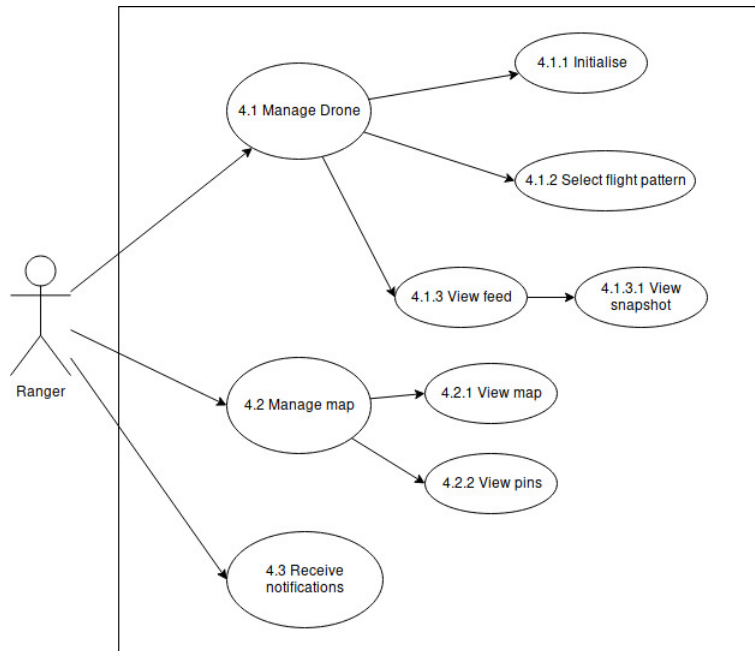 4.1.1 Initialise
4.1 Manage Drone
4.1.2 Select flight pattern
4.1.3 View feed
4.1.3.1 View
snapshot
Ranger
4.2 Manage map
4.2.1 View map
4.2.2 View pins
4.3 Receive
notifications